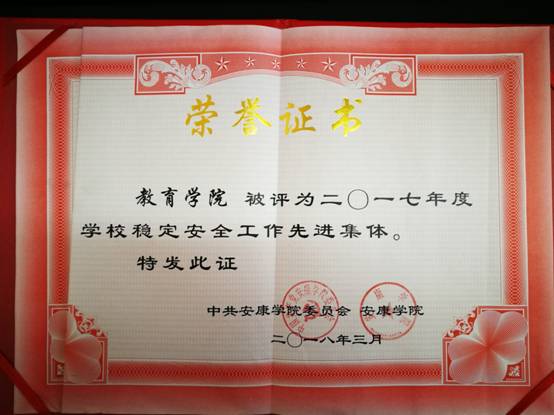 荣誉证书
教育学院 被评为二〇一七年度
学校稳定安全工作先进集体。
特发此证
中共安康学院委员会 安康学院
二〇一八年三月